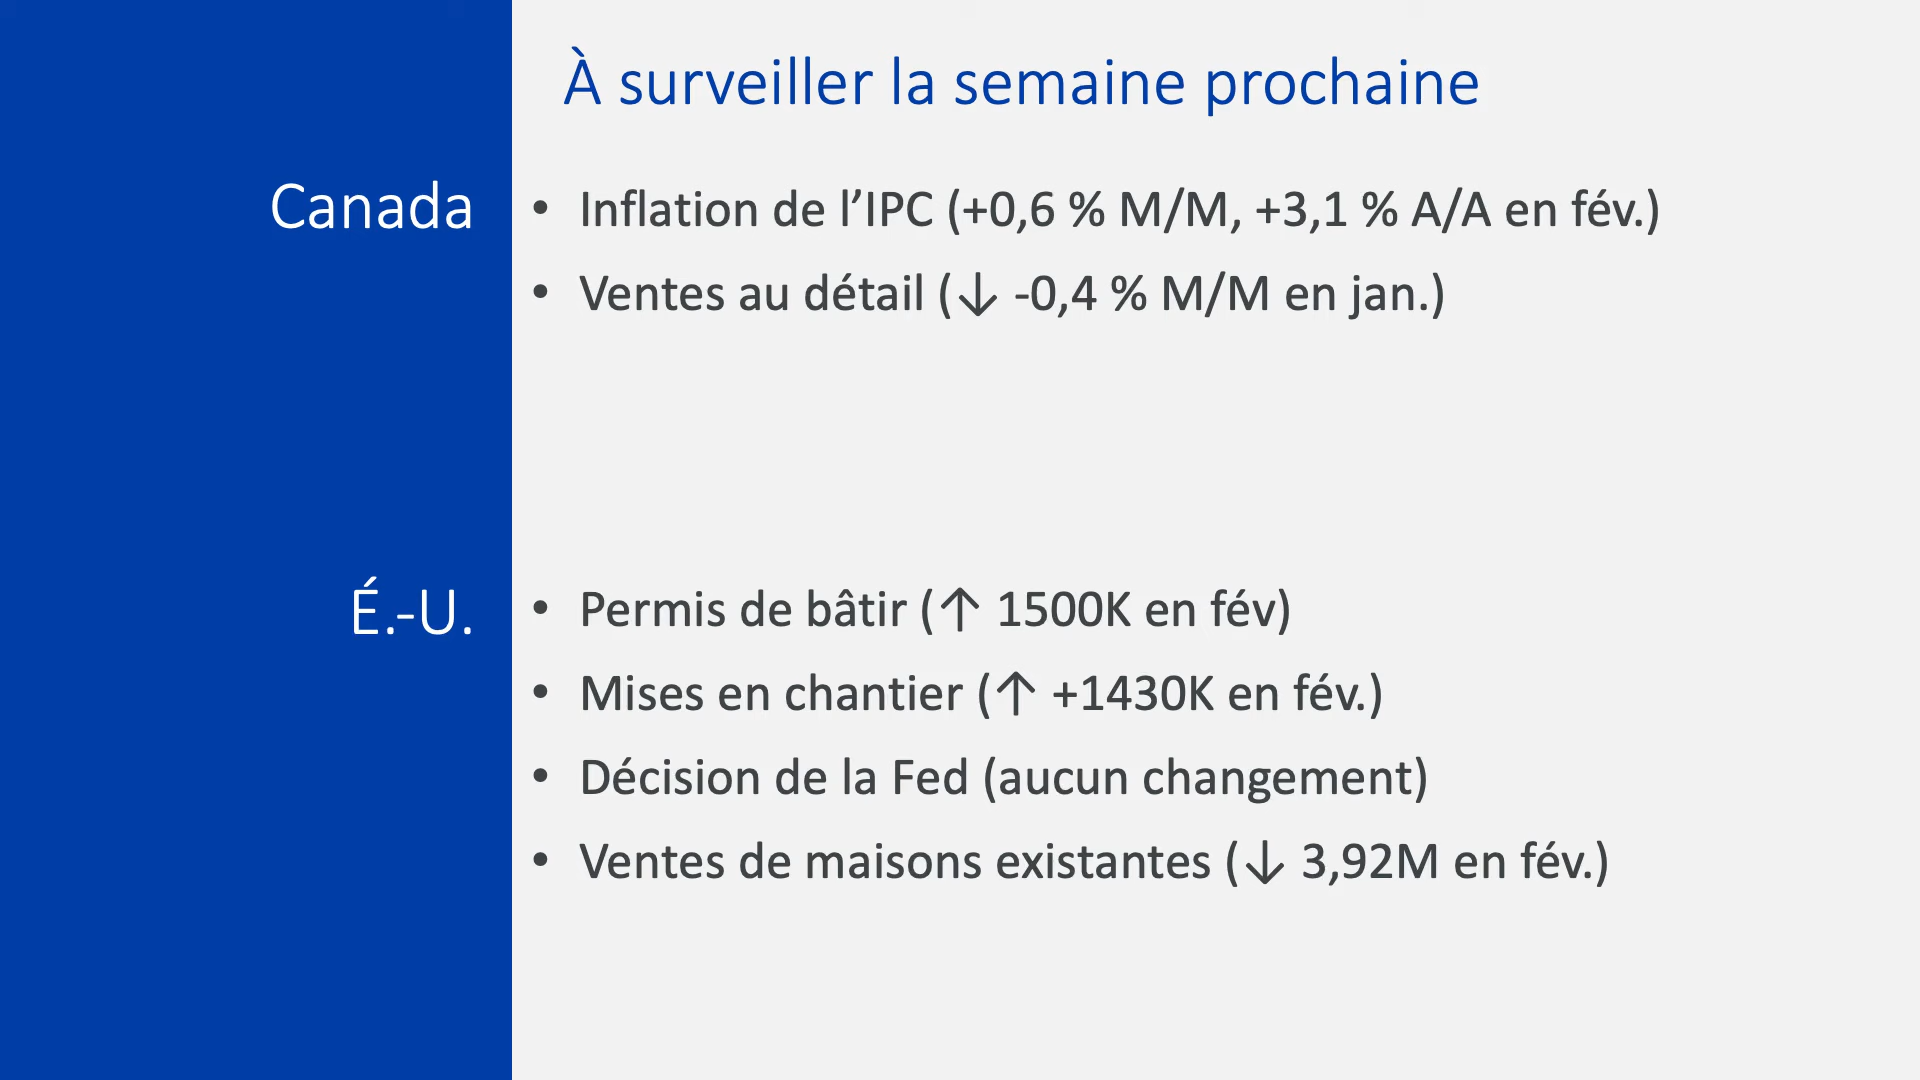 À surveiller la semaine prochaine
Canada
• Inflation de l’IPC (+0,6 % M/M, +3,1 % A/A en fév.)
• Ventes au détail (↓ -0,4 % M/M en jan.)
É.-U.
• Permis de bâtir (↑ 1500K en fév)
• Mises en chantier (↑ +1430K en fév.)
• Décision de la Fed (aucun changement)
• Ventes de maisons existantes (↓ 3,92M en fév.)